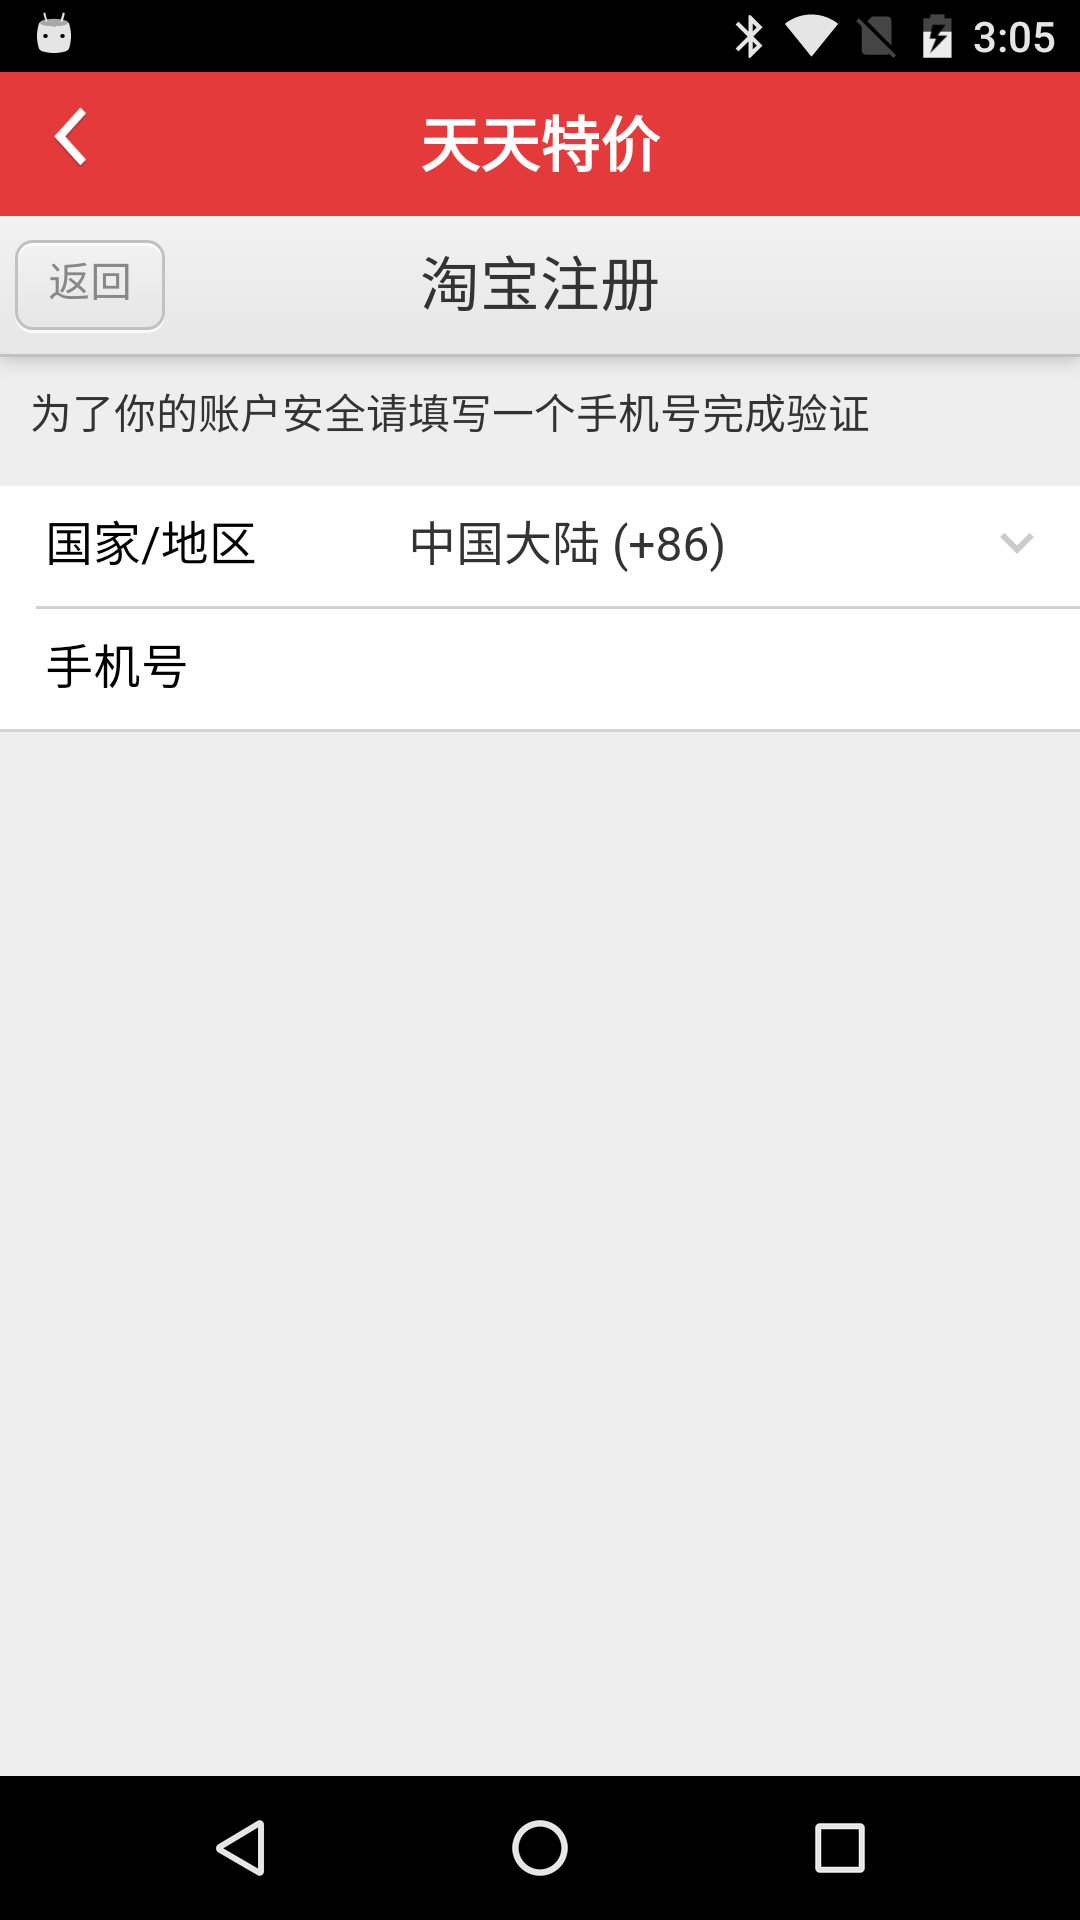 3:05
天天特价
返回
淘宝注册
为了你的账户安全请填写一个手机号完成验证
国家/地区 中国大陆 (+86)
手机号